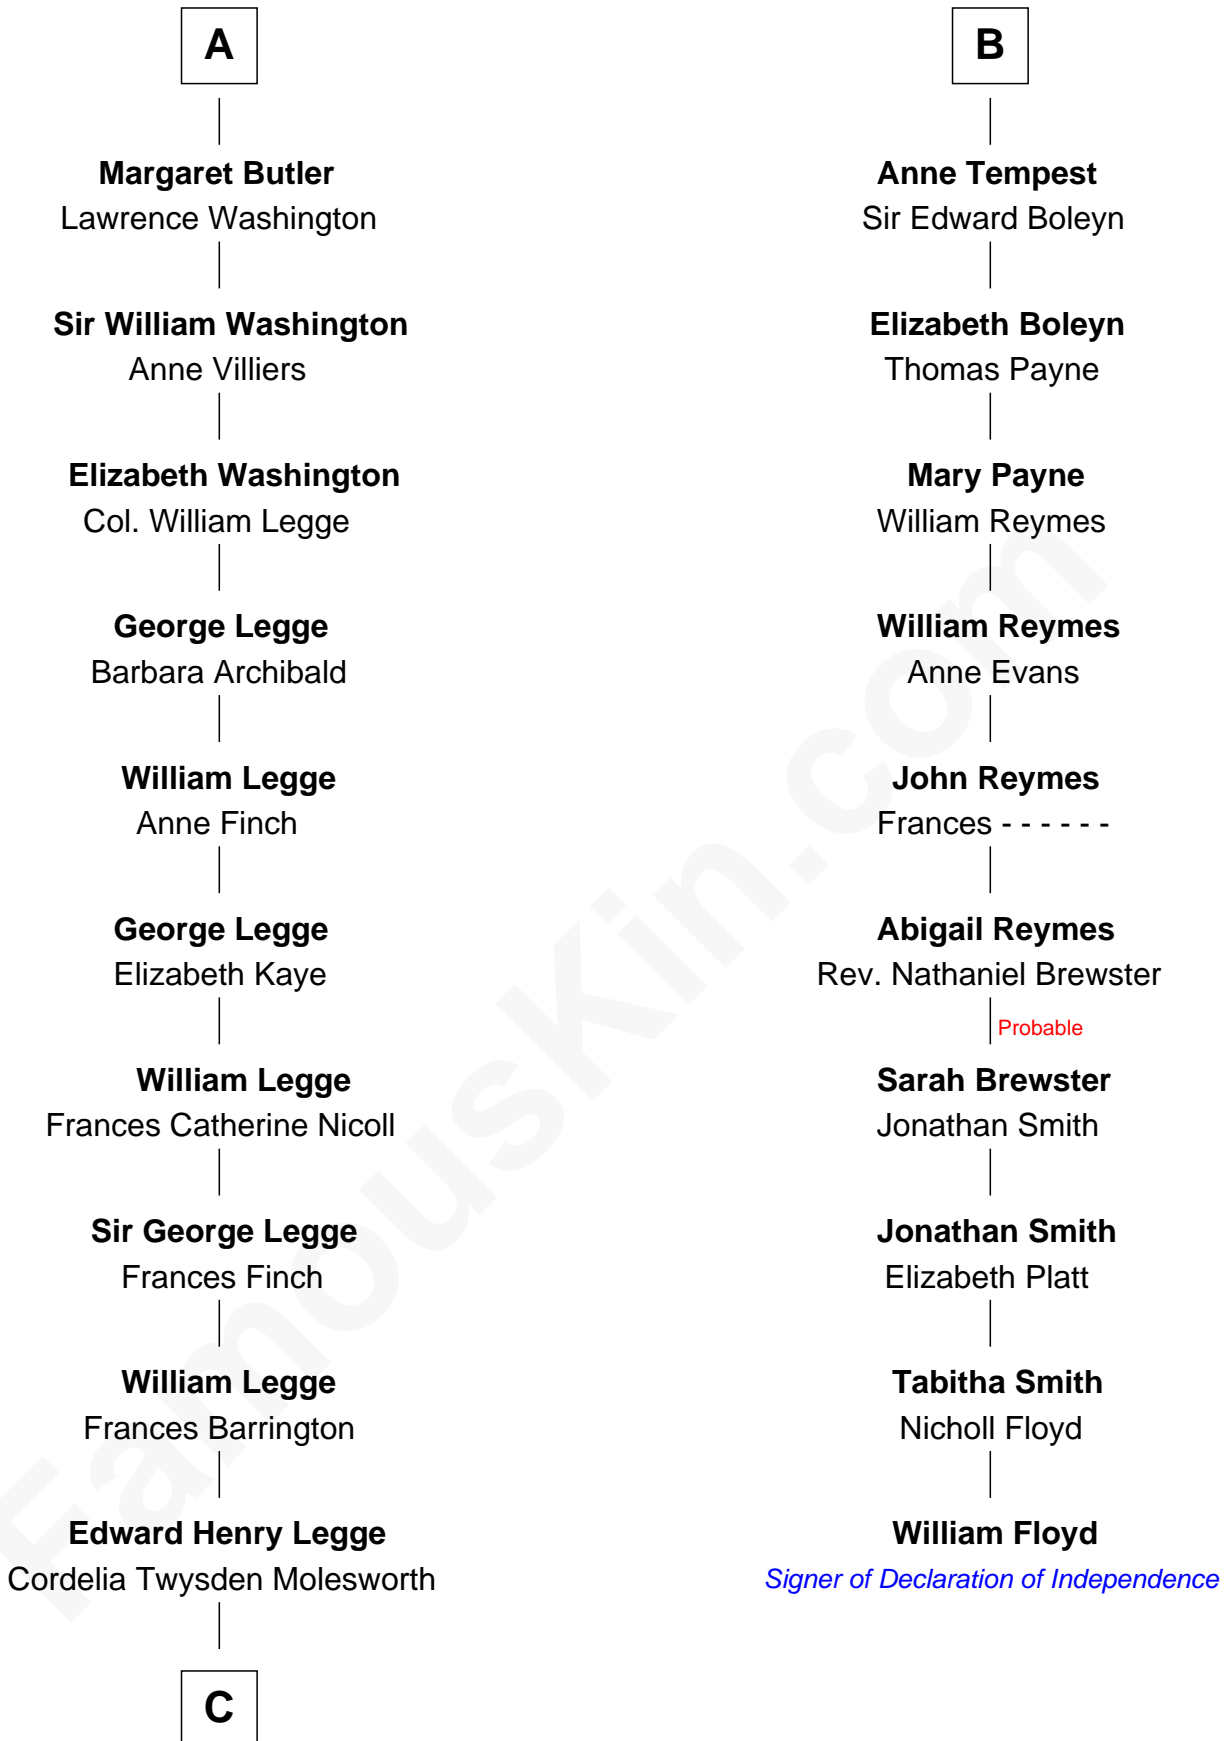 A
Margaret Butler
Lawrence Washington
Sir William Washington
Anne Villiers
Elizabeth Washington
Col. William Legge
George Legge
Barbara Archibald
William Legge
Anne Finch
George Legge
Elizabeth Kaye
William Legge
Frances Catherine Nicoll
Sir George Legge
Frances Finch
William Legge
Frances Barrington
Edward Henry Legge
Cordelia Twysden Molesworth
C
B
Anne Tempest
Sir Edward Boleyn
Elizabeth Boleyn
Thomas Payne
Mary Payne
William Reymes
William Reymes
Anne Evans
John Reymes
Frances - - - - - -
Abigail Reymes
Rev. Nathaniel Brewster
Probable
Sarah Brewster
Jonathan Smith
Jonathan Smith
Elizabeth Platt
Tabitha Smith
Nicholl Floyd
William Floyd
Signer of Declaration of Independence
FamousKin.com